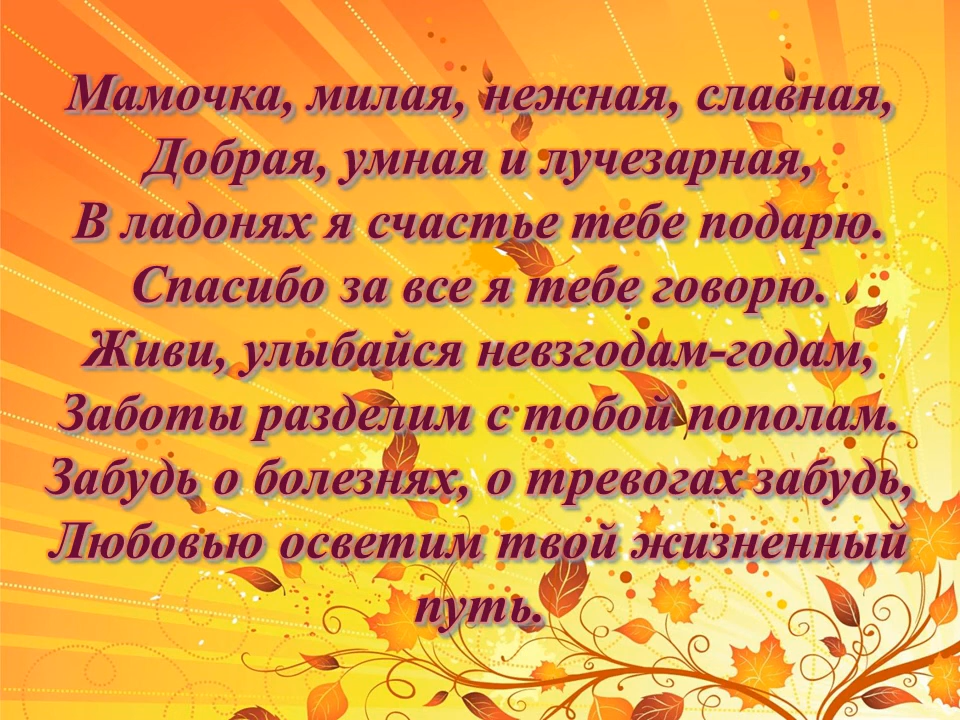 Мамочка, милая, нежная, славная,
Добрая, умная и лучезарная,
В ладонях я счастье тебе подарю.
Спасибо за все я тебе говорю.
Живи, улыбайся невзгодам-годам,
Заботы разделим с тобой пополам.
Забудь о болезнях, о тревогах забудь,
Любовью осветим твой жизненный
путь.